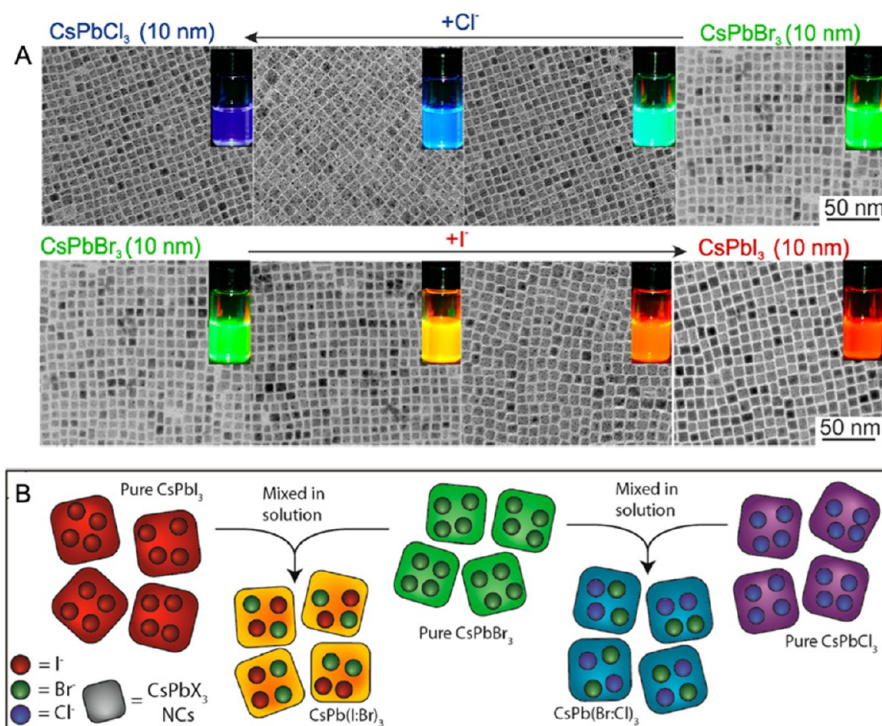 CsPbCl₃ (10 nm)
+Cl⁻
CsPbBr₃ (10 nm)
A
50 nm
CsPbBr₃ (10 nm)
+I⁻
CsPbI₃ (10 nm)
50 nm
B
Pure CsPbI₃
Mixed in
solution
Mixed in
solution
Pure CsPbBr₃
Pure CsPbCl₃
= I⁻
= Br⁻
= Cl⁻
= CsPbX₃
NCs
CsPb(I:Br)₃
CsPb(Br:Cl)₃